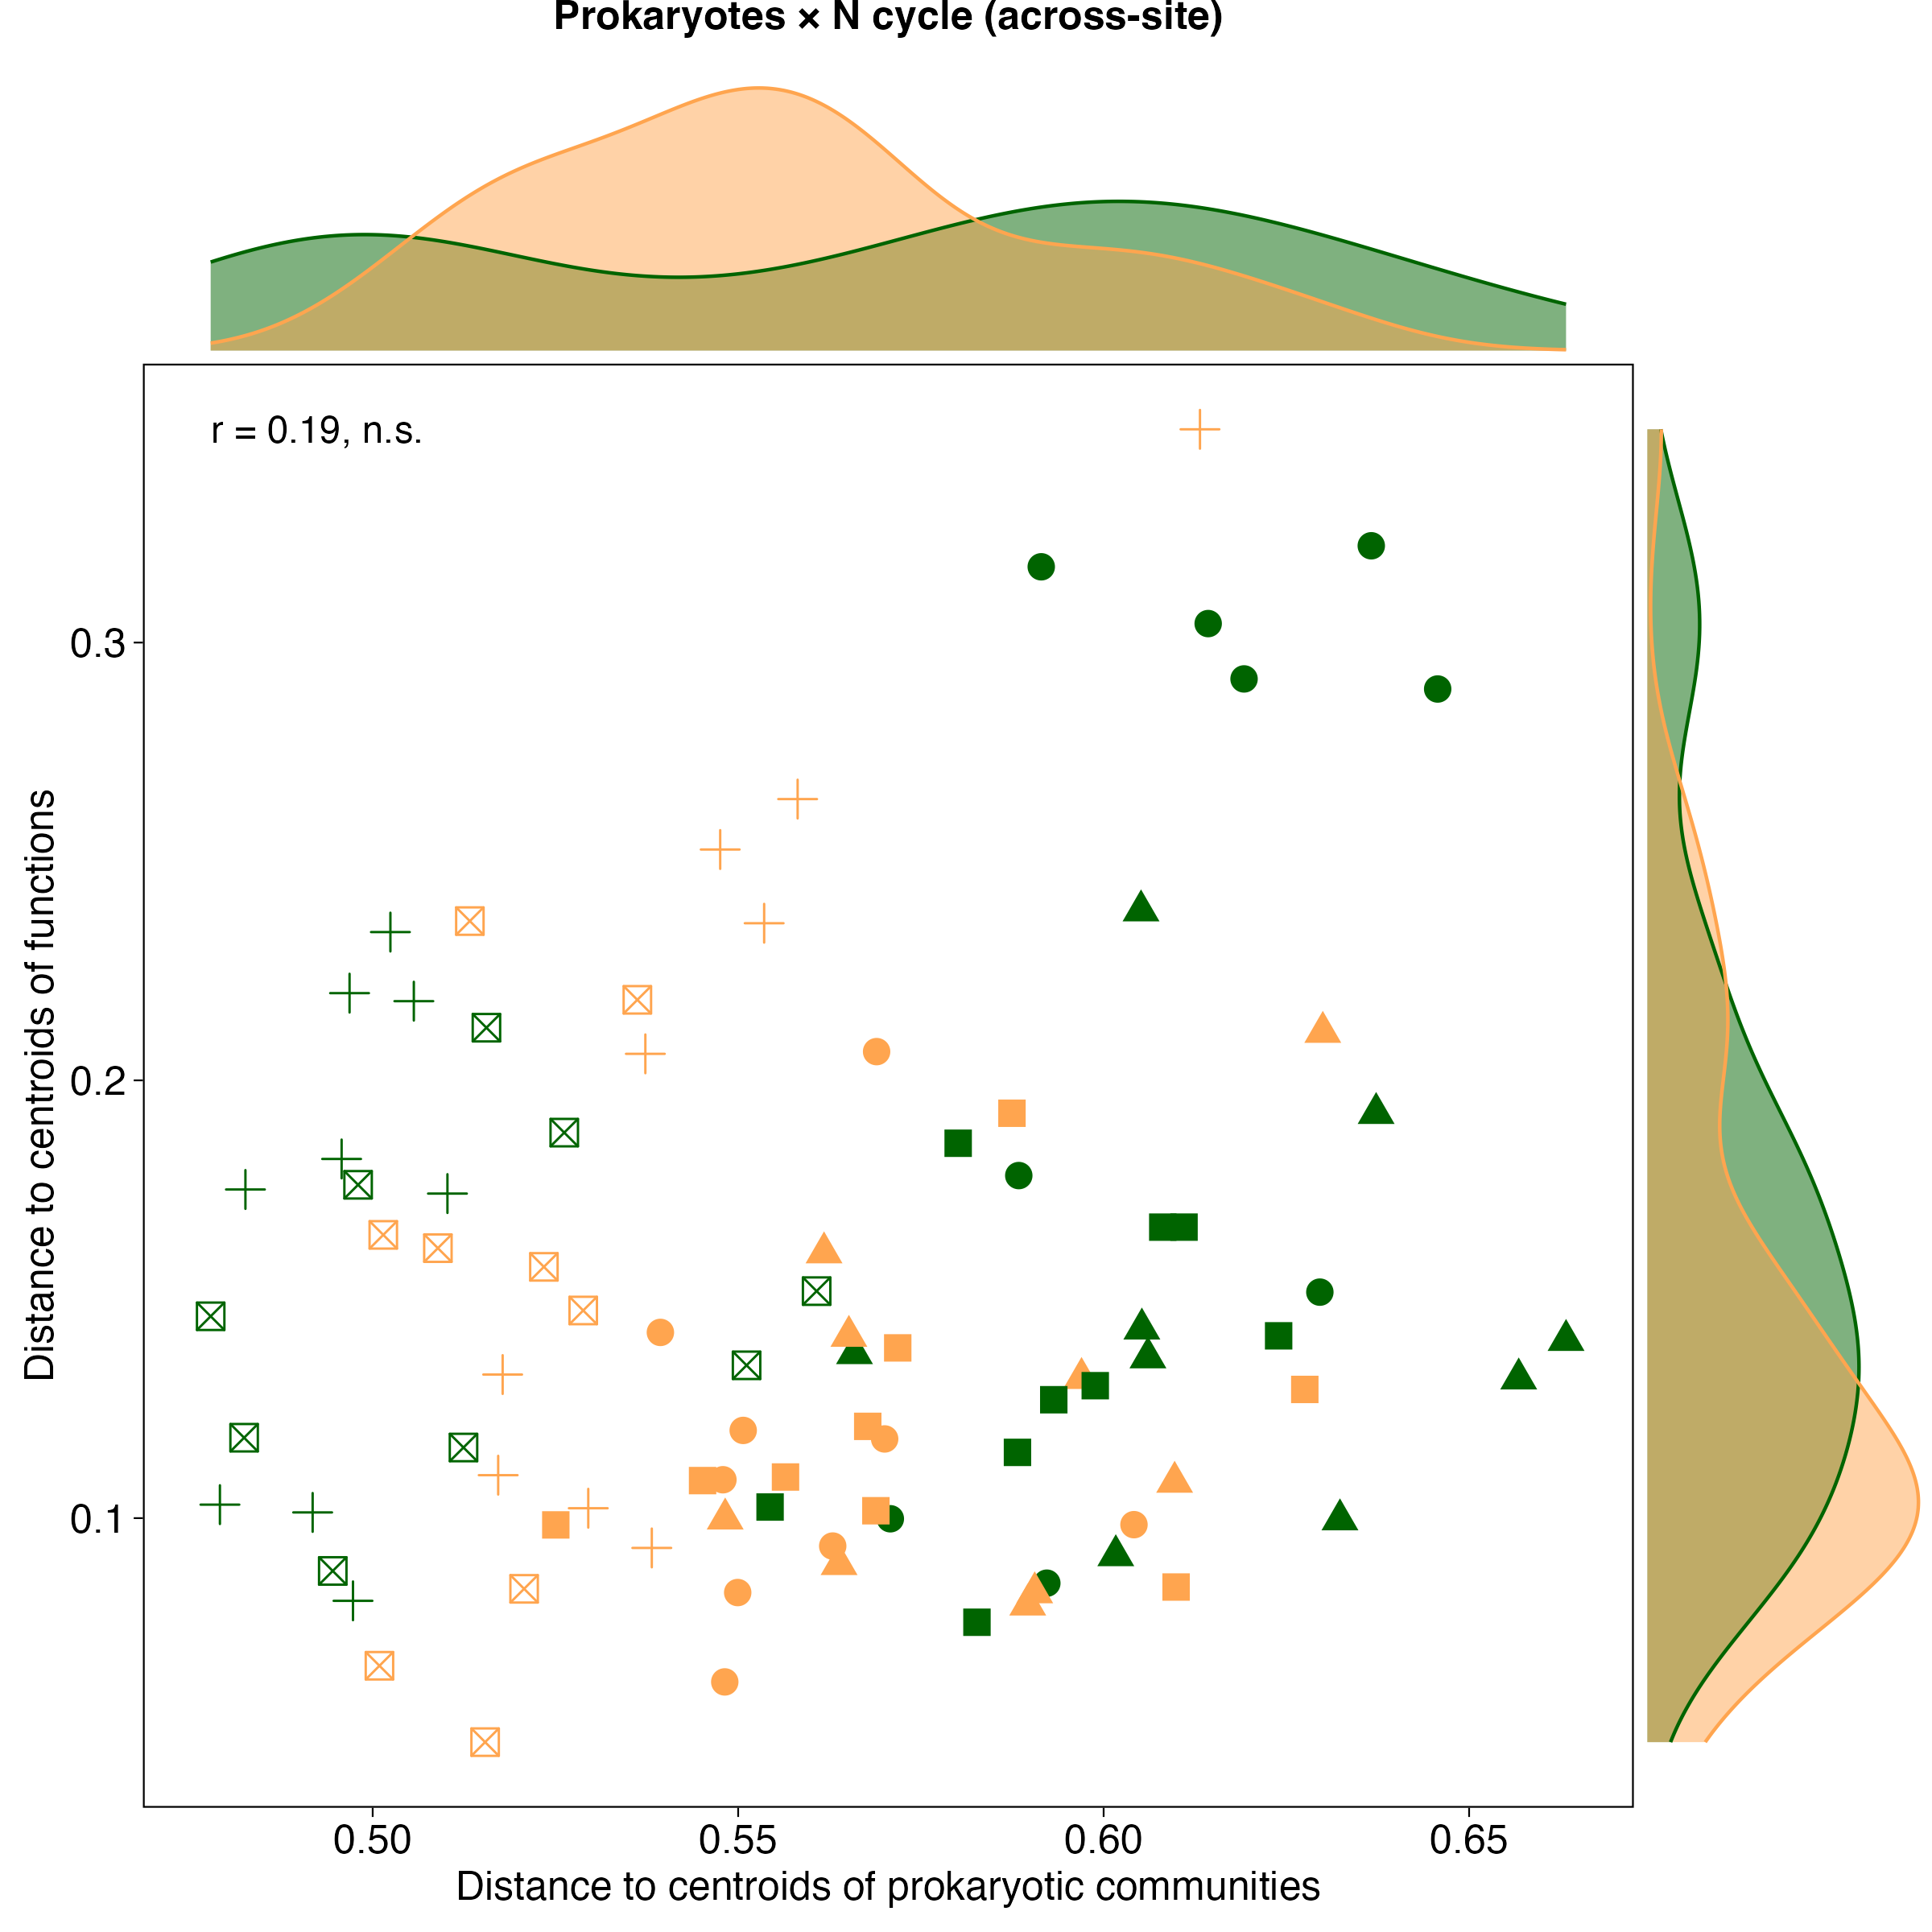 Prokaryotes × N cycle (across-site)
r = 0.19, n.s.
0.3
0.2
0.1
Distance to centroids of functions
0.50 0.55 0.60 0.65
Distance to centroids of prokaryotic communities